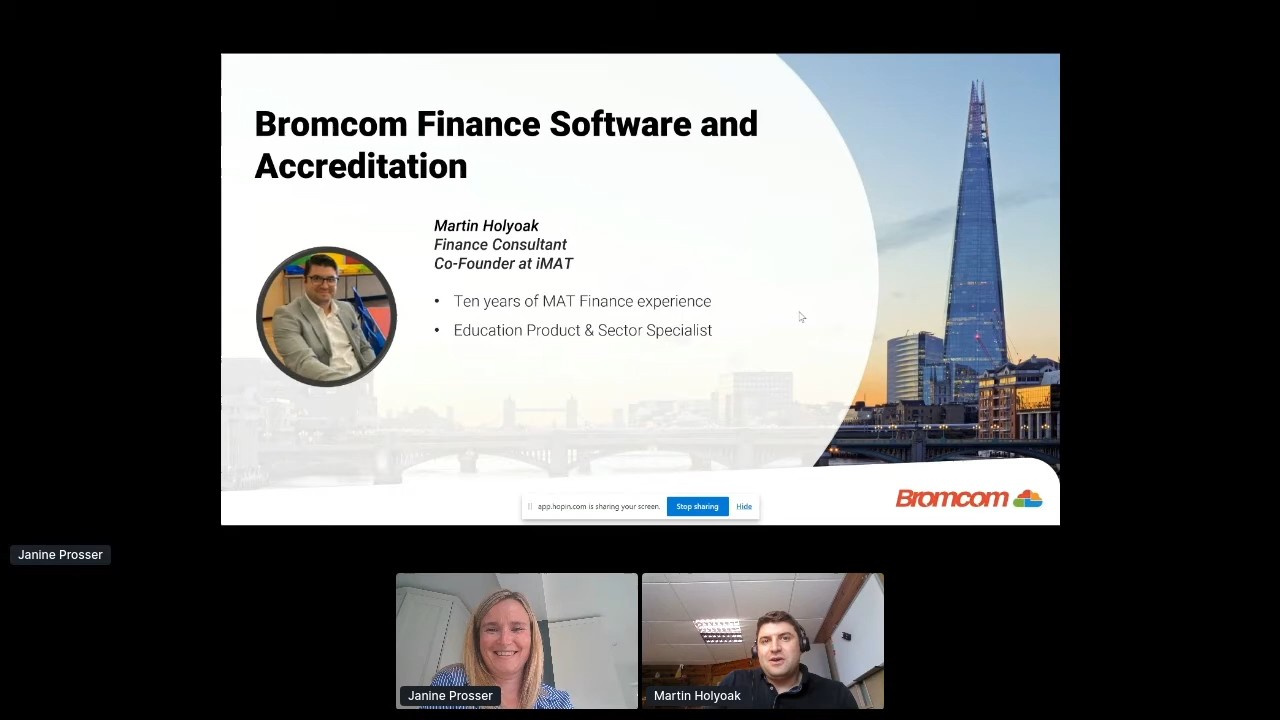 Bromcom Finance Software and
Accreditation
Martin Holyoak
Finance Consultant
Co-Founder at iMAT
• Ten years of MAT Finance experience
• Education Product & Sector Specialist
Bromcom
app.hopin.com is sharing your screen.
Stop sharing
Hide
Janine Prosser
Janine Prosser
Martin Holyoak